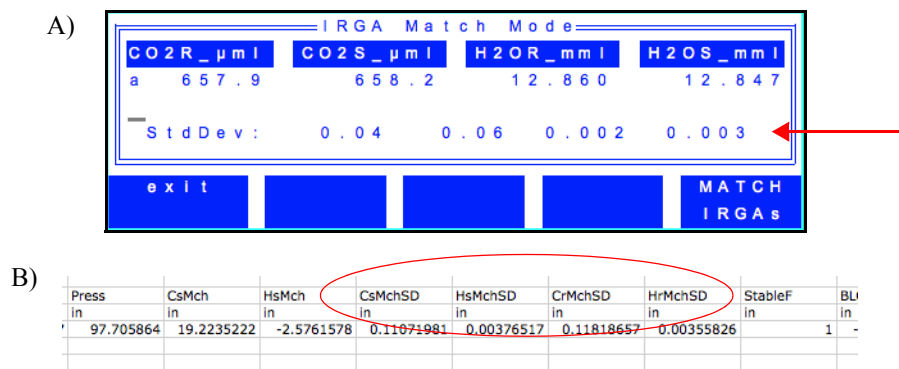 A)
IRGA Match Mode
CO2R_µml CO2S_µml H2OR_mml H2OS_mml
a 657.9 658.2 12.860 12.847
StdDev: 0.04 0.06 0.002 0.003
exit MATCH
IRGAs
B)
Press CsMch HsMch CsMchSD HsMchSD CrMchSD HrMchSD StableF
in in in in in in in in in
97.705864 19.2235222 -2.5761578 0.11071981 0.00376517 0.11818657 0.00355826 1 -